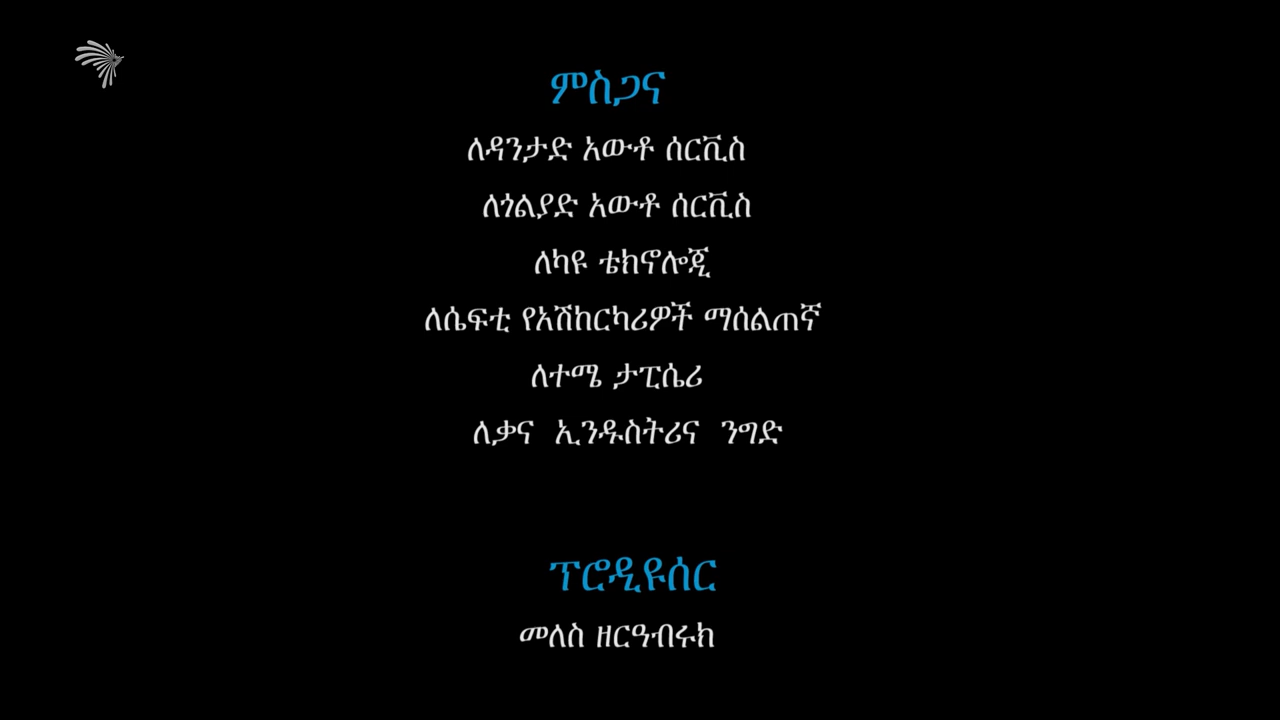 ምስጋና
ለዳንታድ አውቶ ሰርቪስ
ለጎልያድ አውቶ ሰርቪስ
ለካዩ ቴክኖሎጂ
ለሴፍቲ የአሽከርካሪዎች ማሰልጠኛ
ለተሜ ታፒሴሪ
ለቃና ኢንዱስትሪና ንግድ
ፕሮዲዩሰር
መለስ ዘርዓብሩክ